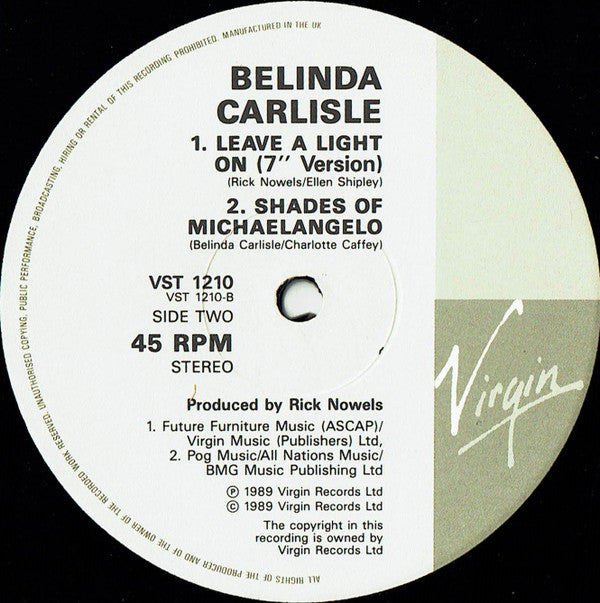 ALL RIGHTS OF THE PRODUCER AND OF THE OWNER OF THE RECORDED WORK RESERVED. UNAUTHORISED COPYING, PUBLIC PERFORMANCE, BROADCASTING, HIRING OR RENTAL OF THIS RECORDING PROHIBITED. MANUFACTURED IN THE UK
BELINDA
CARLISLE
1. LEAVE A LIGHT
ON (7'' Version)
(Rick Nowels/Ellen Shipley)
2. SHADES OF
MICHAELANGELO
(Belinda Carlisle/Charlotte Caffey)
VST 1210
VST 1210-B
SIDE TWO
45 RPM
STEREO
Virgin
Produced by Rick Nowels
1. Future Furniture Music (ASCAP)/
Virgin Music (Publishers) Ltd,
2. Pog Music/All Nations Music/
BMG Music Publishing Ltd
℗ 1989 Virgin Records Ltd
© 1989 Virgin Records Ltd
The copyright in this
recording is owned by
Virgin Records Ltd